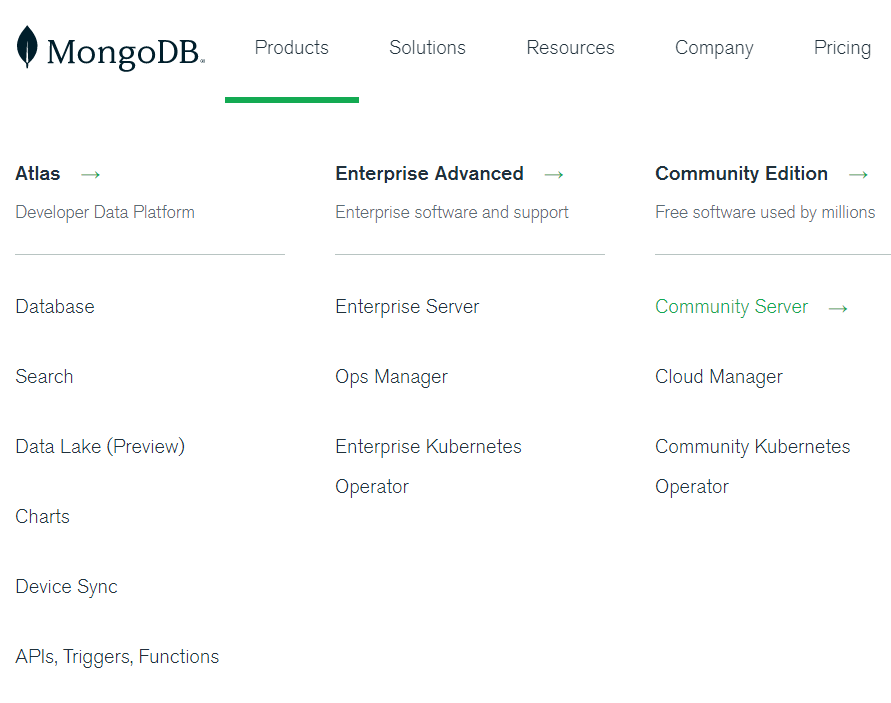 MongoDB
Products
Solutions
Resources
Company
Pricing
Atlas →
Developer Data Platform
Database
Search
Data Lake (Preview)
Charts
Device Sync
APIs, Triggers, Functions
Enterprise Advanced →
Enterprise software and support
Enterprise Server
Ops Manager
Enterprise Kubernetes
Operator
Community Edition →
Free software used by millions
Community Server →
Cloud Manager
Community Kubernetes
Operator